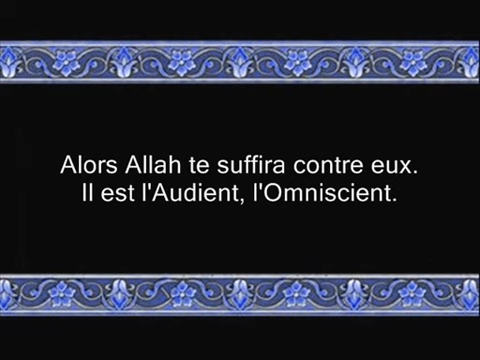 Alors Allah te suffira contre eux.
Il est l'Audient, l'Omniscient.